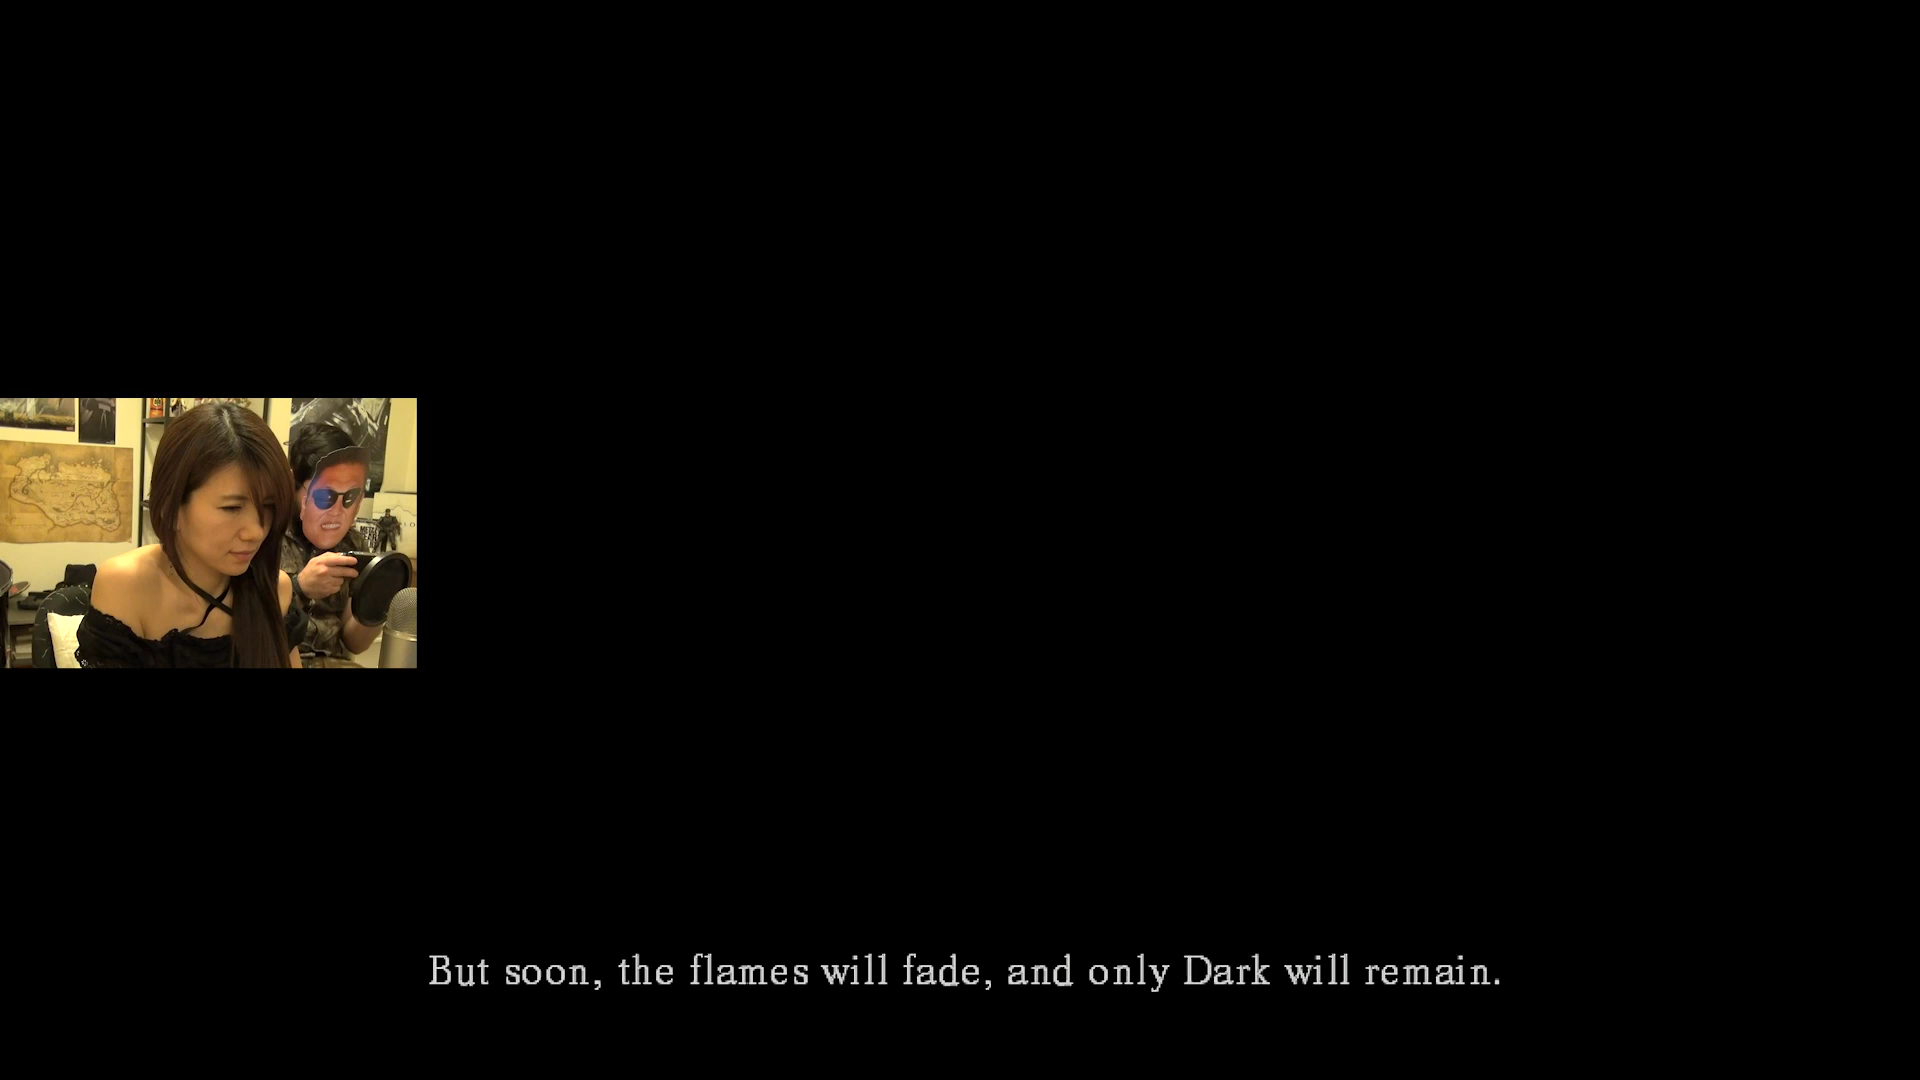 But soon, the flames will fade, and only Dark will remain.